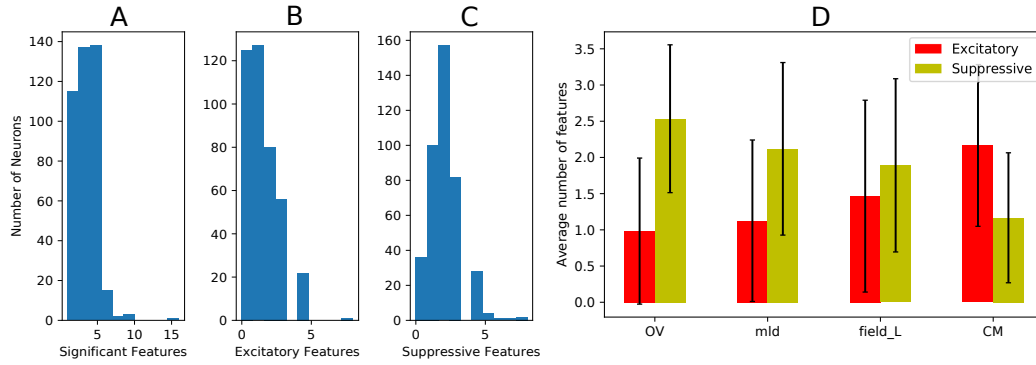 A
B
C
D
Number of Neurons
140
120
100
80
60
40
20
0
5
10
15
Significant Features
120
100
80
60
40
20
0
0
5
Excitatory Features
160
140
120
100
80
60
40
20
0
0
5
Suppressive Features
Average number of features
3.5
3.0
2.5
2.0
1.5
1.0
0.5
0.0
Excitatory
Suppressive
OV
mld
field_L
CM